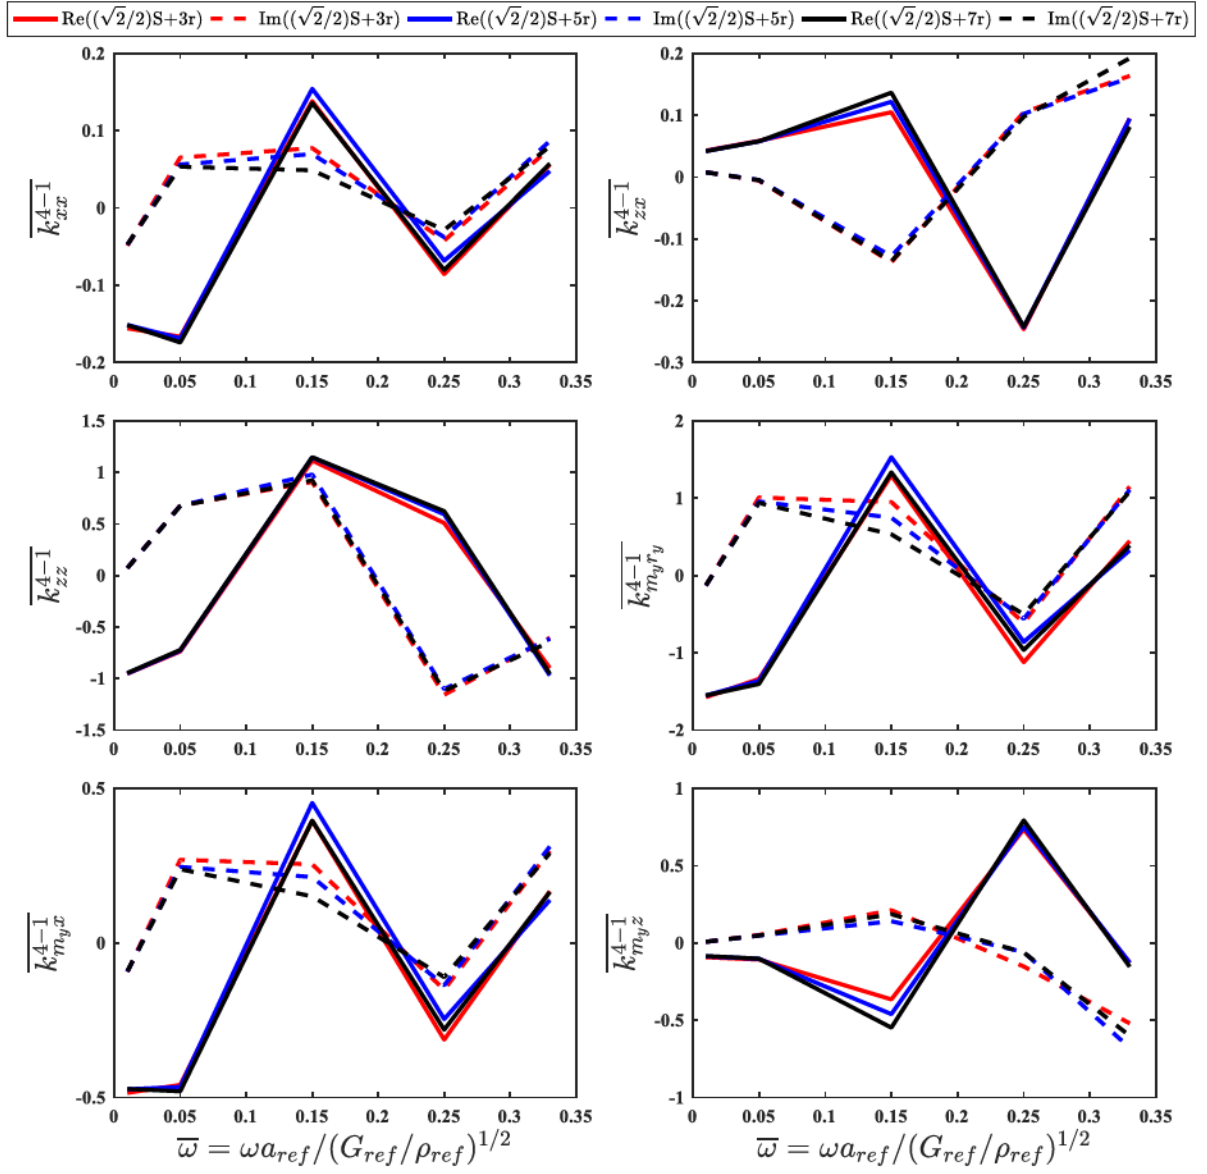 Re((√2/2)S+3r) Im((√2/2)S+3r) Re((√2/2)S+5r) Im((√2/2)S+5r) Re((√2/2)S+7r) Im((√2/2)S+7r)
0.2
0.1
0
-0.1
-0.2
0 0.05 0.1 0.15 0.2 0.25 0.3 0.35
k_{xx}^{4-1}
0.2
0.1
0
-0.1
-0.2
-0.3
0 0.05 0.1 0.15 0.2 0.25 0.3 0.35
k_{zx}^{4-1}
1.5
1
0.5
0
-0.5
-1
-1.5
0 0.05 0.1 0.15 0.2 0.25 0.3 0.35
k_{zz}^{4-1}
2
1
0
-1
-2
0 0.05 0.1 0.15 0.2 0.25 0.3 0.35
k_{m_y r_y}^{4-1}
0.5
0
-0.5
0 0.05 0.1 0.15 0.2 0.25 0.3 0.35
k_{m_y x}^{4-1}
ω̅ = ωa_{ref}/(G_{ref}/ρ_{ref})^{1/2}
1
0.5
0
-0.5
-1
0 0.05 0.1 0.15 0.2 0.25 0.3 0.35
k_{m_y z}^{4-1}
ω̅ = ωa_{ref}/(G_{ref}/ρ_{ref})^{1/2}